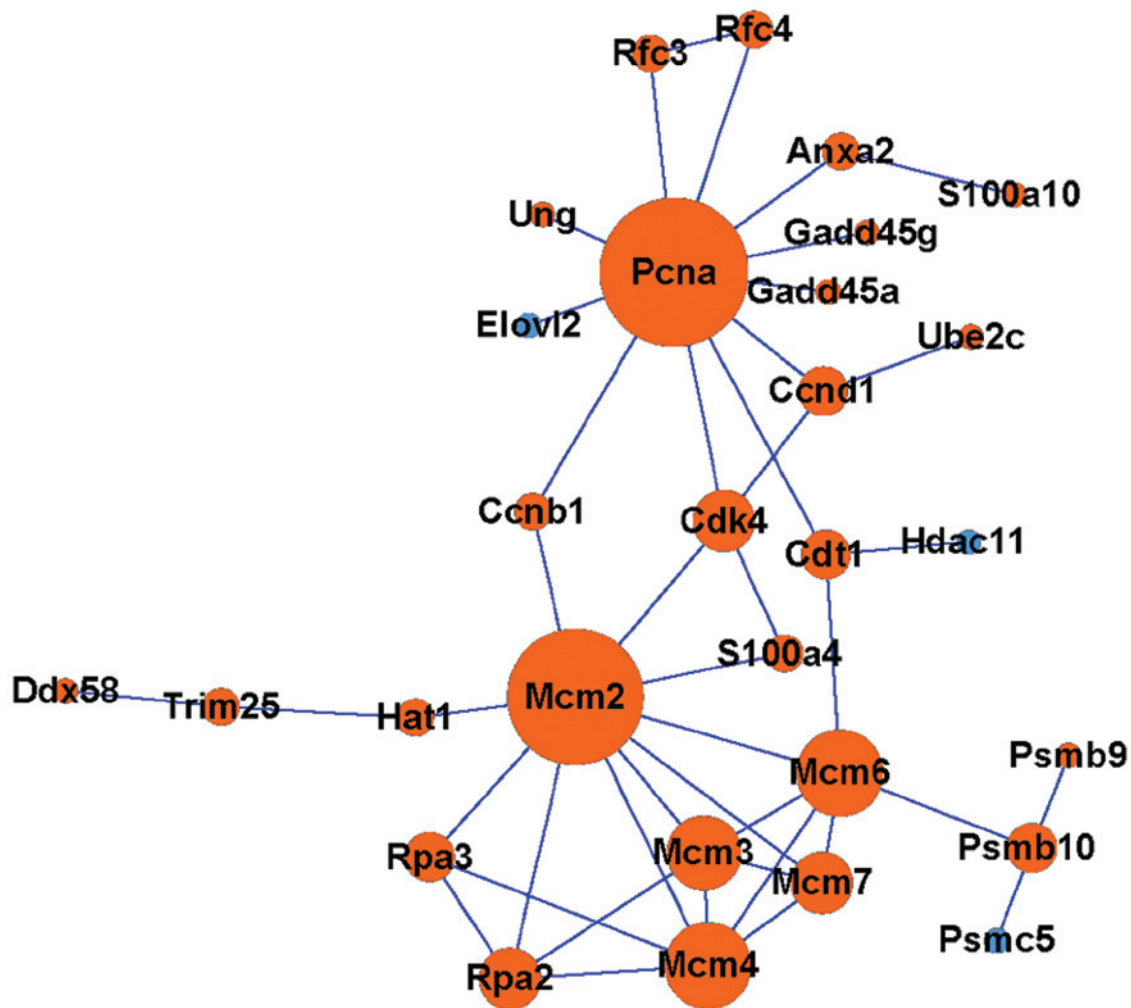 Rfc4
Rfc3
Anxa2
S100a10
Ung
Gadd45g
Pcna
Gadd45a
Elovl2
Ube2c
Ccnd1
Ccnb1
Cdk4
Hdac11
Cdt1
S100a4
Ddx58
Trim25
Hat1
Mcm2
Mcm6
Psmb9
Rpa3
Mcm3
Psmb10
Mcm7
Psmc5
Mcm4
Rpa2